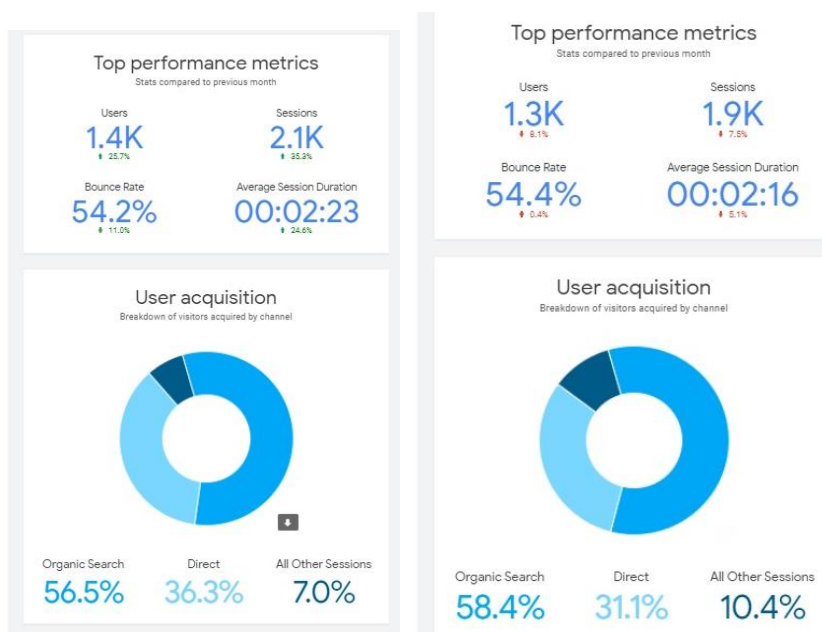 Top performance metrics
Stats compared to previous month
Users
Sessions
1.4K
2.1K
25.7%
35.3%
Bounce Rate
Average Session Duration
54.2%
00:02:23
11.0%
24.6%
User acquisition
Breakdown of visitors acquired by channel
Organic Search
Direct
All Other Sessions
56.5%
36.3%
7.0%
Top performance metrics
Stats compared to previous month
Users
Sessions
1.3K
1.9K
8.1%
7.5%
Bounce Rate
Average Session Duration
54.4%
00:02:16
0.4%
5.1%
User acquisition
Breakdown of visitors acquired by channel
Organic Search
Direct
All Other Sessions
58.4%
31.1%
10.4%